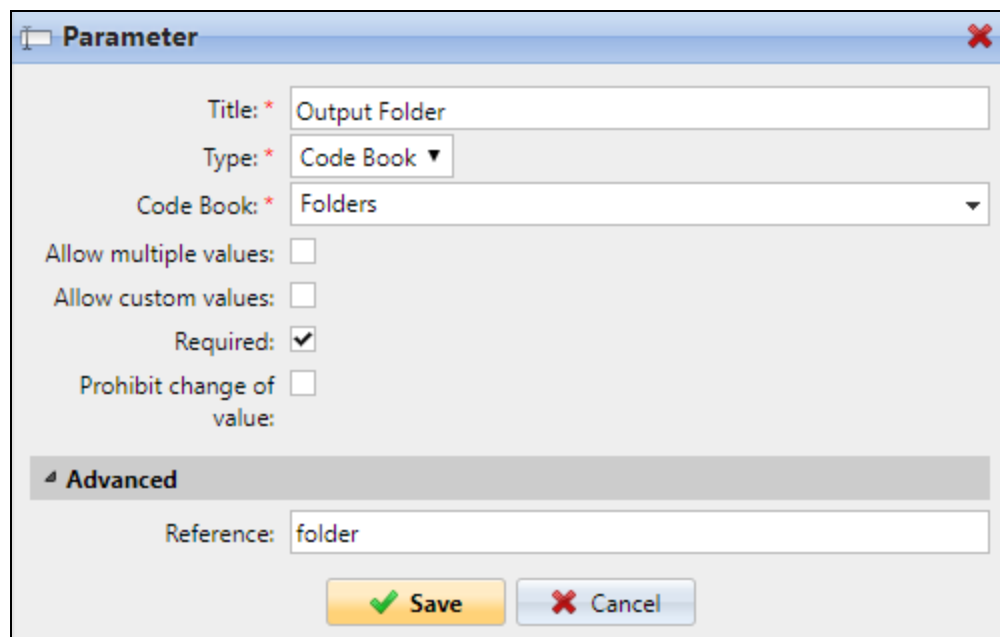 Parameter
Title: * Output Folder
Type: * Code Book
Code Book: * Folders
Allow multiple values:
Allow custom values:
Required:
Prohibit change of
value:
Advanced
Reference: folder
Save Cancel